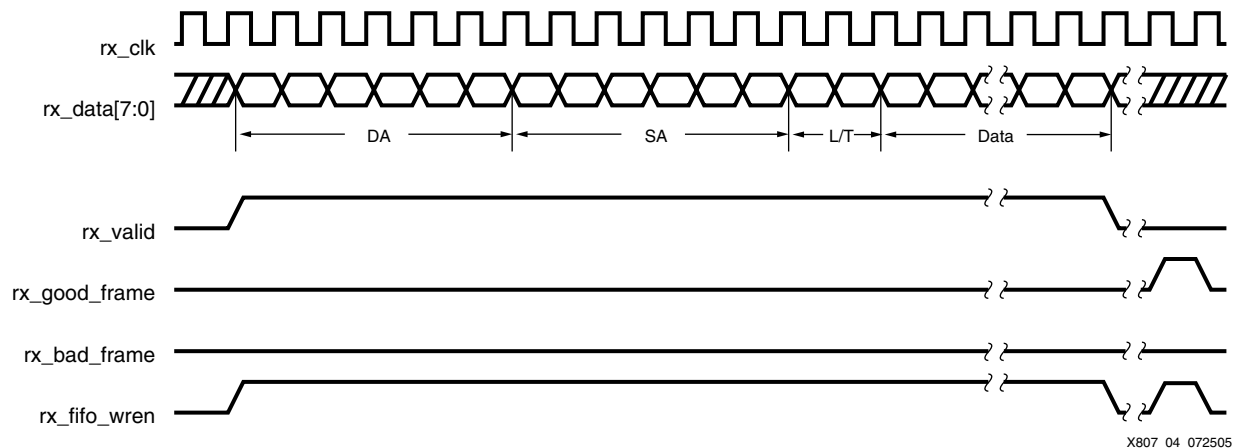 rx_clk
rx_data[7:0]
DA
SA
L/T
Data
rx_valid
rx_good_frame
rx_bad_frame
rx_fifo_wren
X807_04_072505